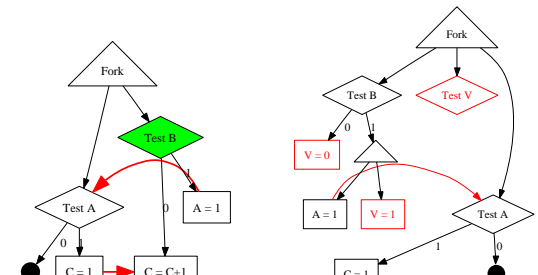 Fork
Test B
1
Test A
0
A = 1
0
1
C = 1
C = C+1
Fork
Test B
Test V
0
1
V = 0
A = 1
V = 1
Test A
1
0
C = 1